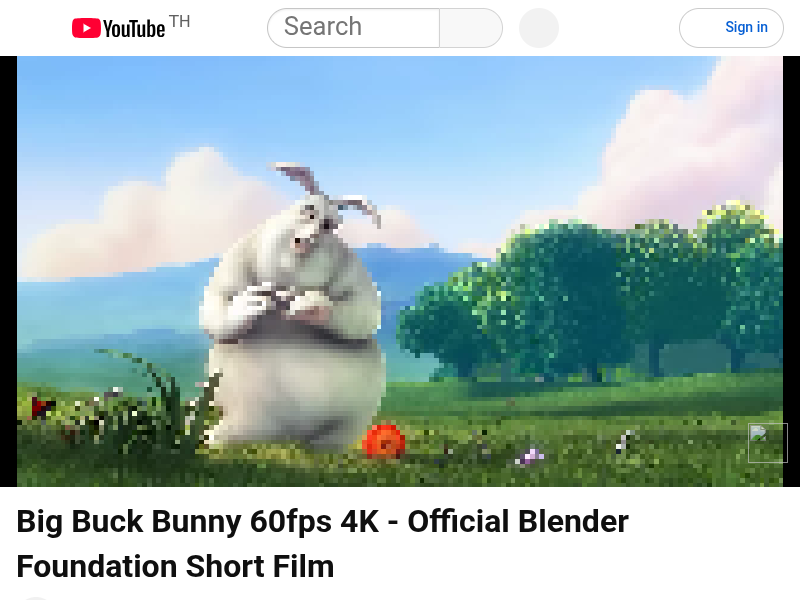 YouTube TH
Search
Sign in
Big Buck Bunny 60fps 4K - Official Blender
Foundation Short Film